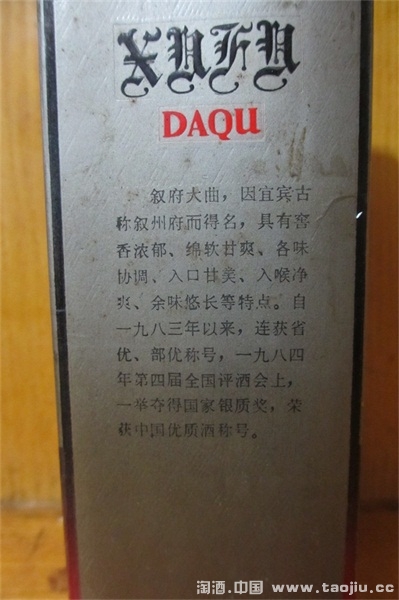 XUFU
DAQU
叙府大曲，因宜宾古
称叙州府而得名，具有窖
香浓郁、绵软甘爽、各味
协调、入口甘美、入喉净
爽、余味悠长等特点。自
一九八三年以来，连获省
优、部优称号，一九八四
年第四届全国评酒会上，
一举夺得国家银质奖，荣
获中国优质酒称号。
淘酒.中国 www.taojiu.cc